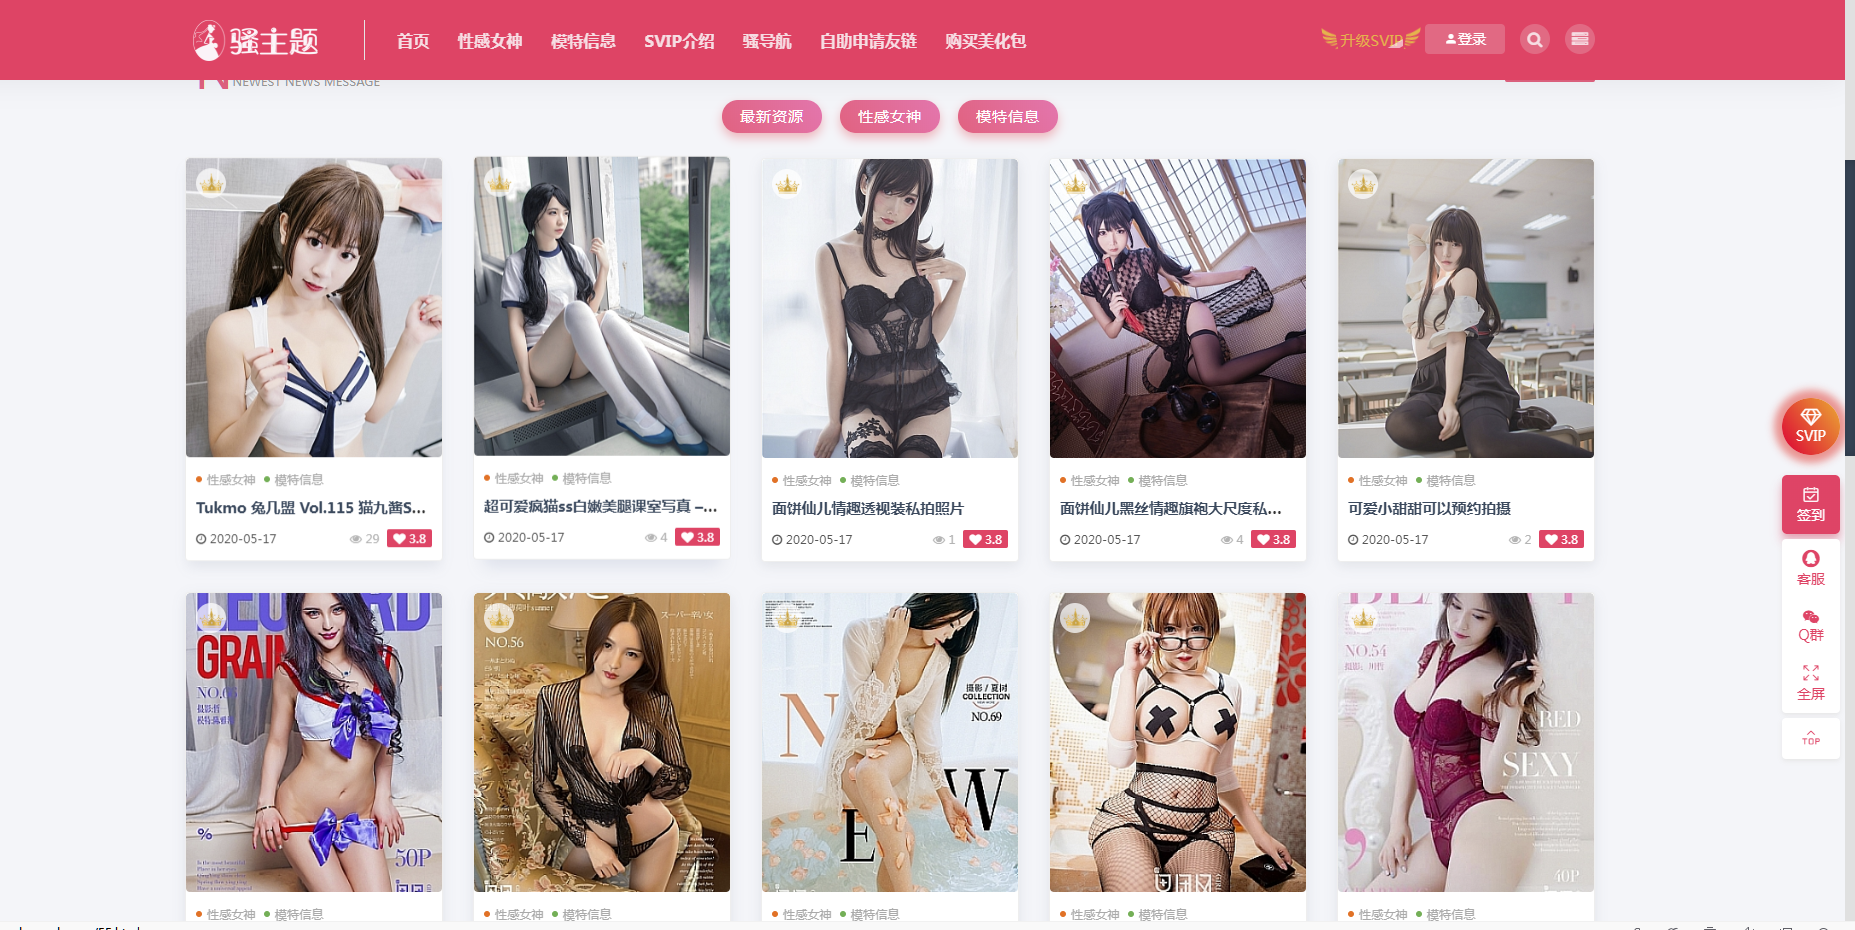 骚主题
首页 性感女神 模特信息 SVIP介绍 骚导航 自助申请友链 购买美化包
升级SVIP 登录
NEWEST NEWS MESSAGE
最新资源 性感女神 模特信息
性感女神 模特信息
Tukmo 兔几盟 Vol.115 猫九酱S...
2020-05-17 29 3.8
性感女神 模特信息
超可爱疯猫ss白嫩美腿课室写真 –...
2020-05-17 4 3.8
性感女神 模特信息
面饼仙儿情趣透视装私拍照片
2020-05-17 1 3.8
性感女神 模特信息
面饼仙儿黑丝情趣旗袍大尺度私...
2020-05-17 4 3.8
性感女神 模特信息
可爱小甜甜可以预约拍摄
2020-05-17 2 3.8
SVIP
签到
客服
Q群
全屏
TOP
%
50P
NO.56
N
E
W
摄影 / 夏时
COLLECTION
NO.69
NO.54
RED
SEXY
40P
性感女神 模特信息
性感女神 模特信息
性感女神 模特信息
性感女神 模特信息
性感女神 模特信息